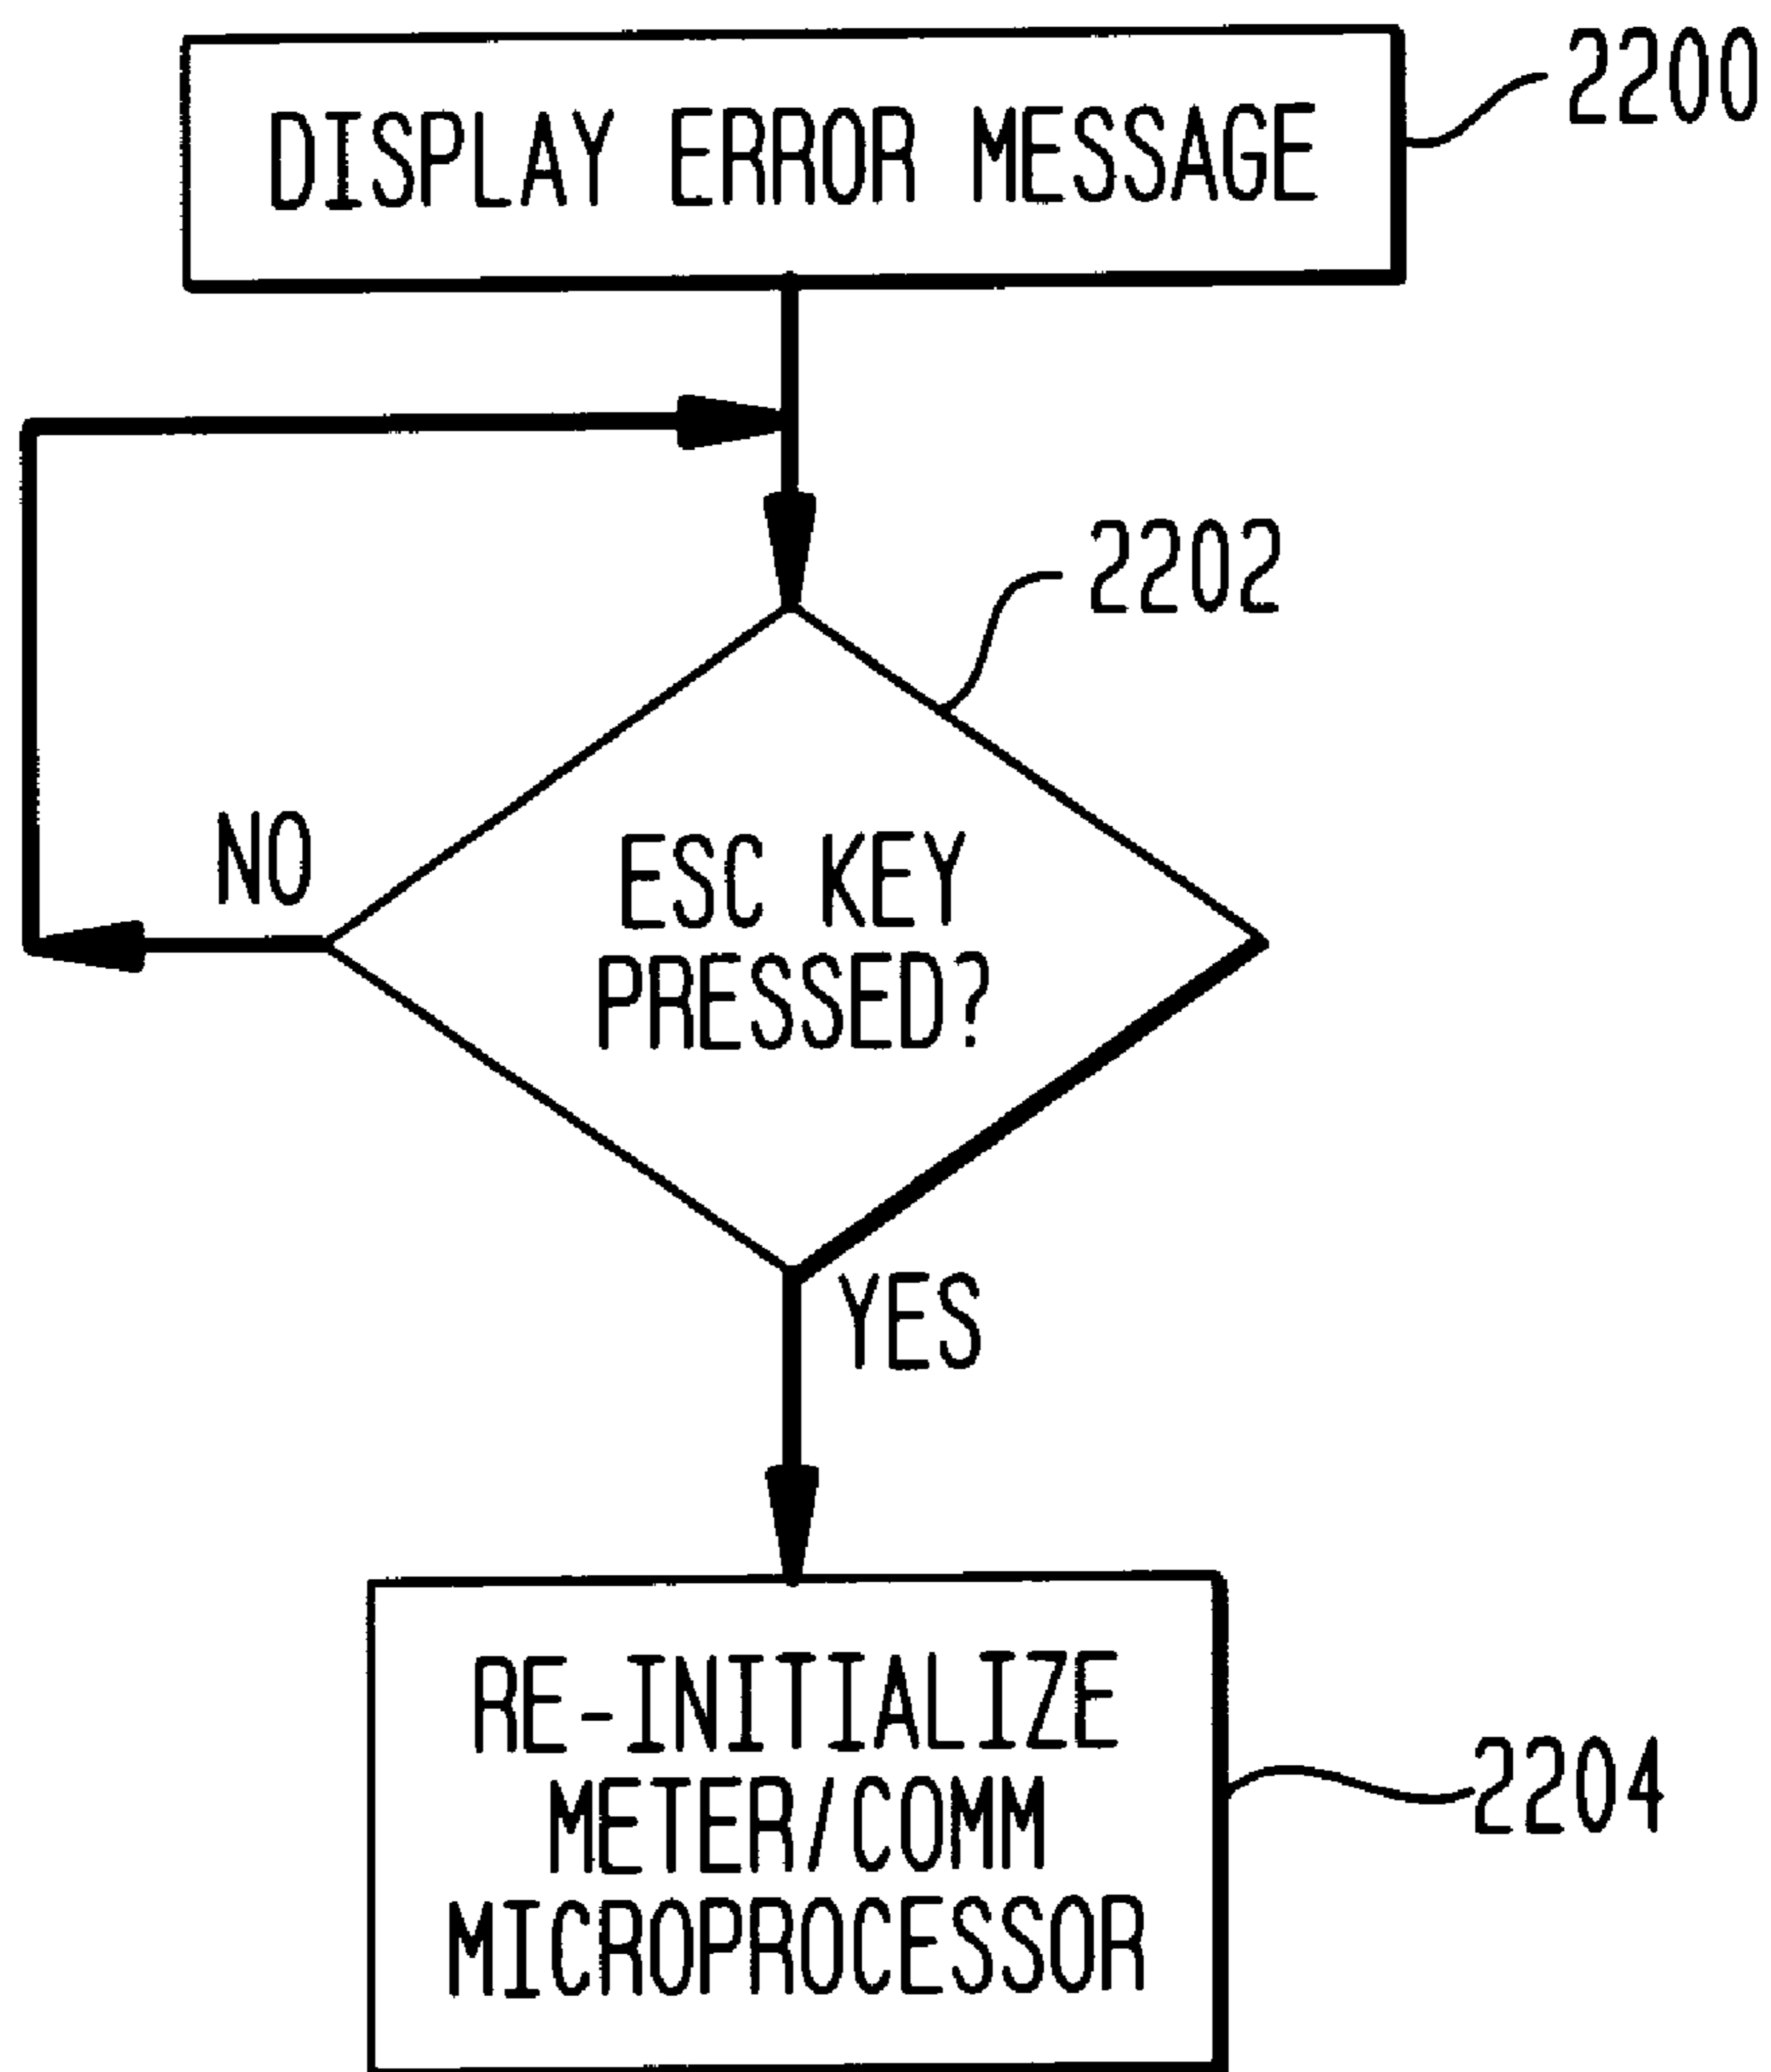 DISPLAY ERROR MESSAGE
2200
2202
NO
ESC KEY
PRESSED?
YES
RE-INITIALIZE
METER/COMM
MICROPROCESSOR
2204